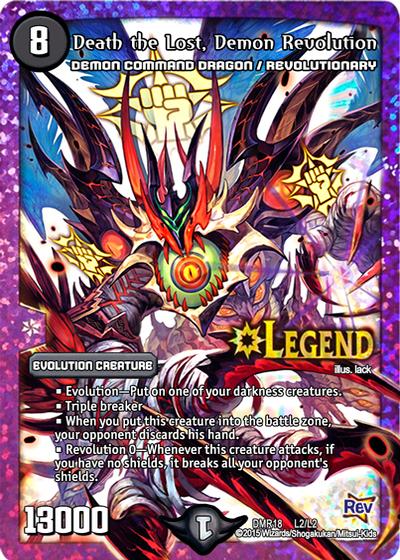 8
Death the Lost, Demon Revolution
DEMON COMMAND DRAGON / REVOLUTIONARY
LEGEND
illus. lack
EVOLUTION CREATURE
▪ Evolution—Put on one of your darkness creatures.
▪ Triple breaker
▪ When you put this creature into the battle zone,
your opponent discards his hand.
▪ Revolution 0—Whenever this creature attacks, if
you have no shields, it breaks all your opponent's
shields.
13000
Rev
DMR18 L2/L2
©2015 Wizards/Shogakukan/Mitsui-Kids